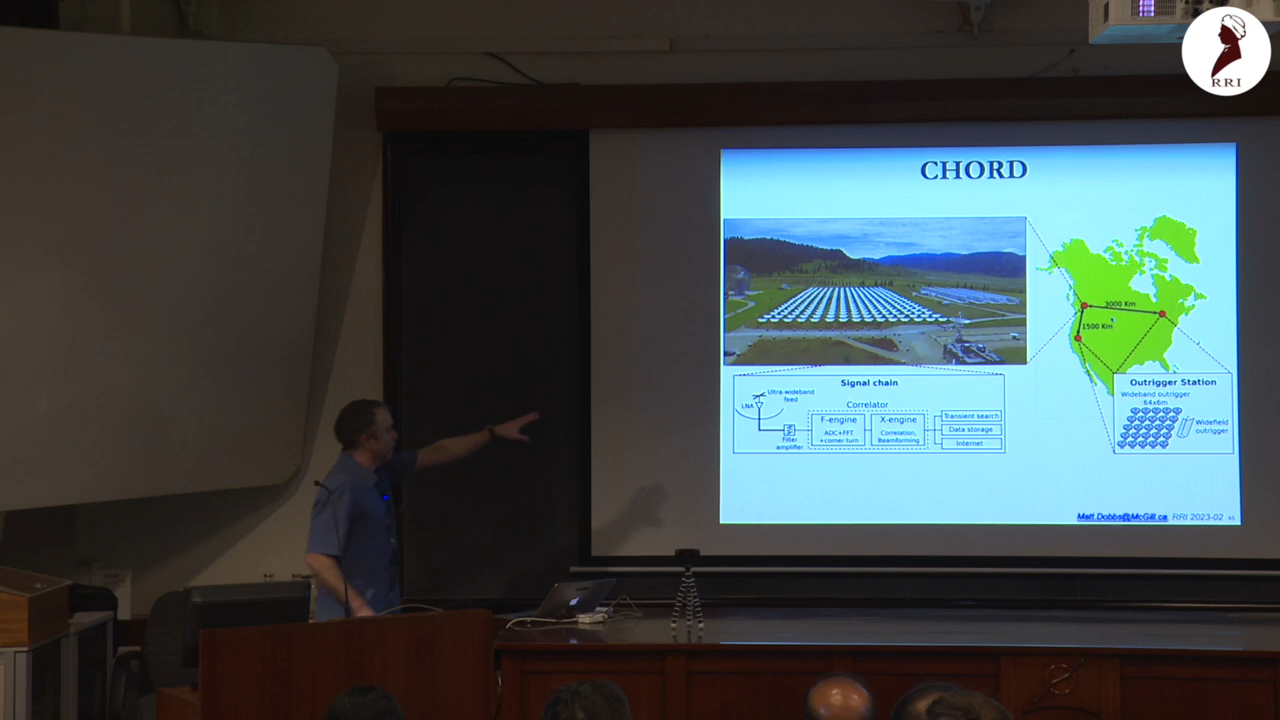 RRI
CHORD
3000 Km
1500 Km
Signal chain
Ultra-wideband
feed
LNA
Filter
amplifier
Correlator
F-engine
ADC+FFT
+corner turn
X-engine
Correlation,
Beamforming
Transient search
Data storage
Internet
Outrigger Station
Wideband outrigger
64x6m
Widefield
outrigger
Matt.Dobbs@McGill.ca, RRI 2023-02